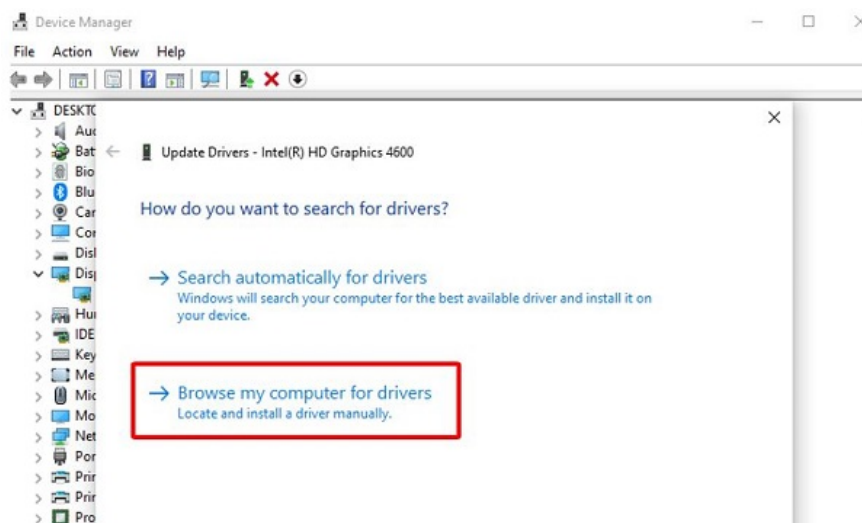 Device Manager
File Action View Help
DESKTO
Aud
Bat
Bio
Blu
Car
Cor
Disl
Disp
Hur
IDE
Key
Me
Mic
Mo
Net
Por
Prir
Prir
Pro
Update Drivers - Intel(R) HD Graphics 4600
How do you want to search for drivers?
Search automatically for drivers
Windows will search your computer for the best available driver and install it on
your device.
Browse my computer for drivers
Locate and install a driver manually.